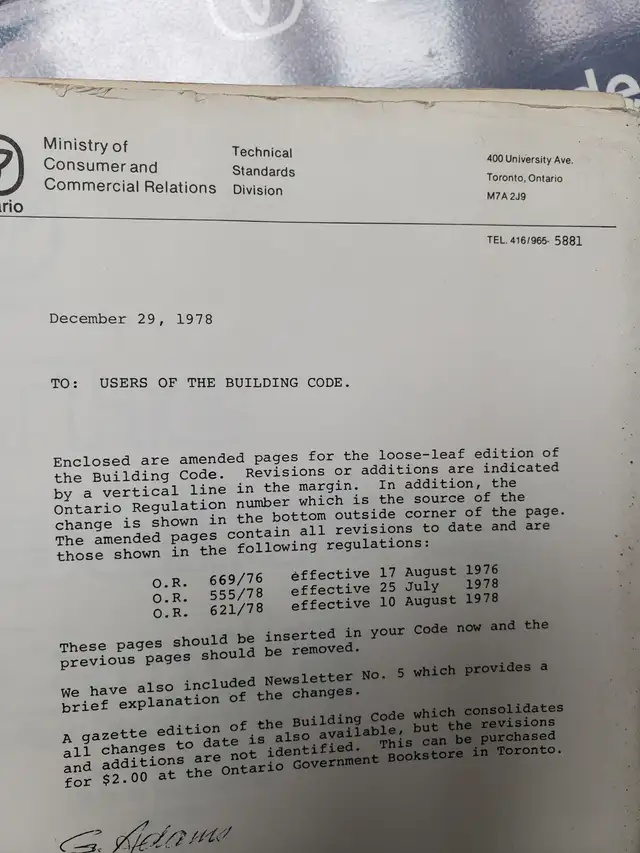 de
Ministry of
Consumer and
Commercial Relations
Technical
Standards
Division
400 University Ave.
Toronto, Ontario
M7A 2J9
rio
TEL. 416/965- 5881
December 29, 1978
TO: USERS OF THE BUILDING CODE.
Enclosed are amended pages for the loose-leaf edition of
the Building Code. Revisions or additions are indicated
by a vertical line in the margin. In addition, the
Ontario Regulation number which is the source of the
change is shown in the bottom outside corner of the page.
The amended pages contain all revisions to date and are
those shown in the following regulations:
O.R. 669/76 effective 17 August 1976
O.R. 555/78 effective 25 July 1978
O.R. 621/78 effective 10 August 1978
These pages should be inserted in your Code now and the
previous pages should be removed.
We have also included Newsletter No. 5 which provides a
brief explanation of the changes.
A gazette edition of the Building Code which consolidates
all changes to date is also available, but the revisions
and additions are not identified. This can be purchased
for $2.00 at the Ontario Government Bookstore in Toronto.
G. Adams